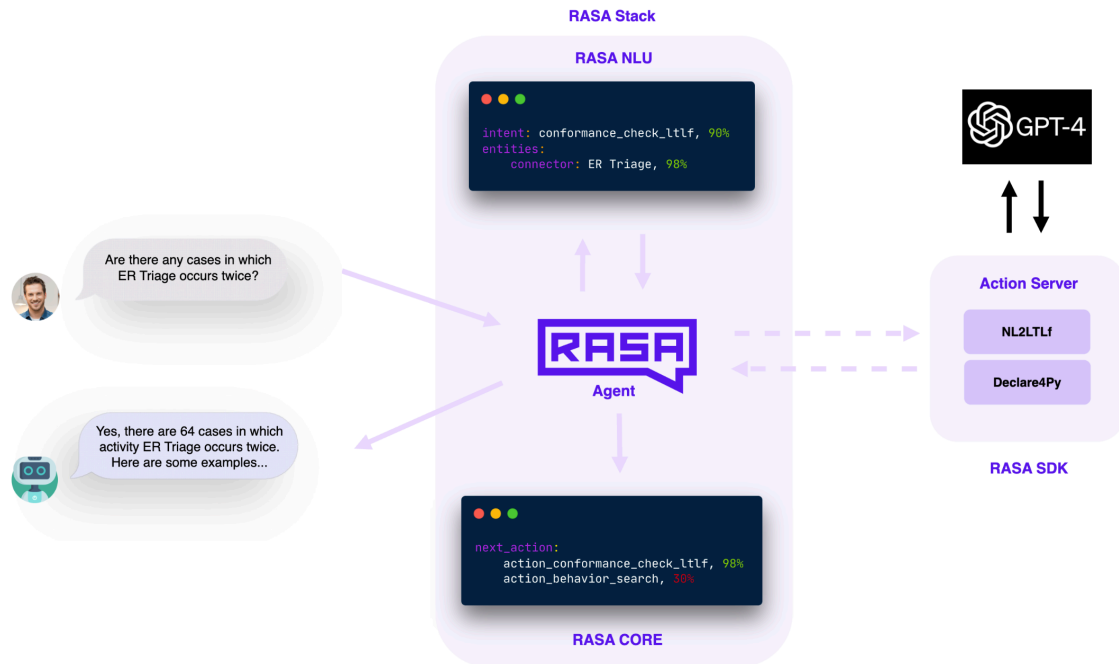 RASA Stack
RASA NLU
intent: conformance_check_ltlf, 90%
entities:
connector: ER Triage, 98%
GPT-4
Are there any cases in which
ER Triage occurs twice?
Action Server
NL2LTLf
Declare4Py
RASA SDK
RASA
Agent
Yes, there are 64 cases in which
activity ER Triage occurs twice.
Here are some examples...
next_action:
action_conformance_check_ltlf, 98%
action_behavior_search, 30%
RASA CORE